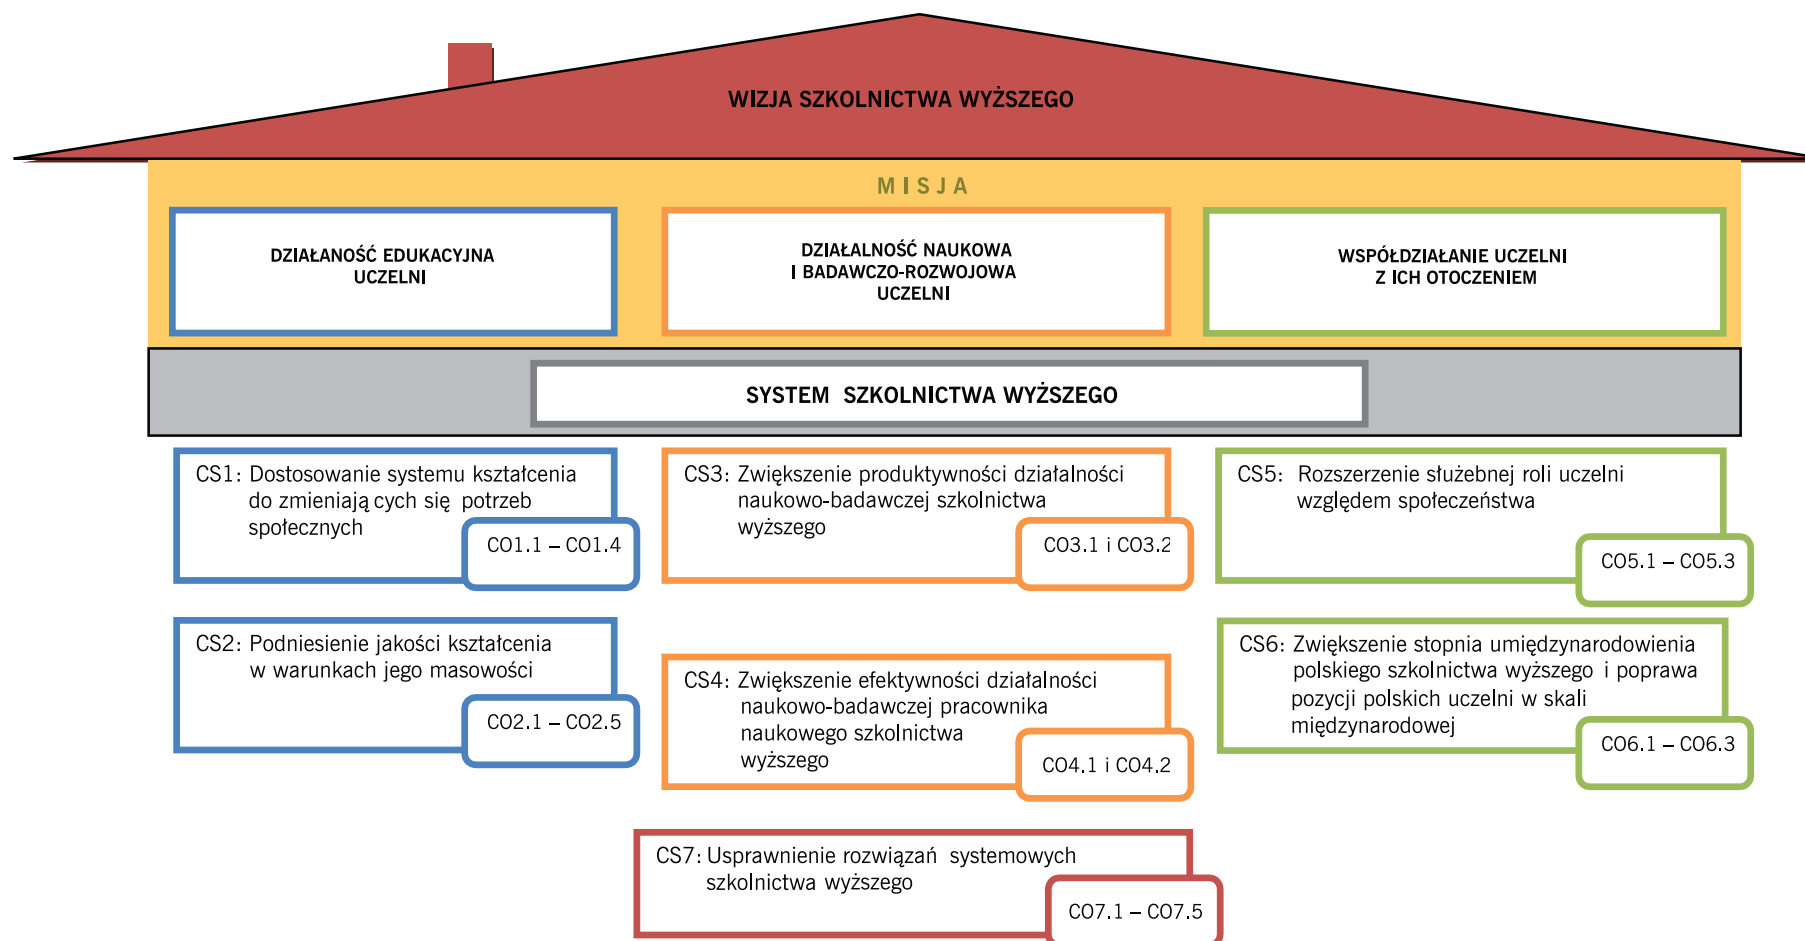 WIZJA SZKOLNICTWA WYŻSZEGO
MISJA
DZIAŁANOŚĆ EDUKACYJNA
UCZELNI
DZIAŁALNOŚĆ NAUKOWA
I BADAWCZO-ROZWOJOWA
UCZELNI
WSPÓŁDZIAŁANIE UCZELNI
Z ICH OTOCZENIEM
SYSTEM SZKOLNICTWA WYŻSZEGO
CS1: Dostosowanie systemu kształcenia
do zmieniają cych się potrzeb
społecznych
CO1.1 – CO1.4
CS3: Zwiększenie produktywności działalności
naukowo-badawczej szkolnictwa
wyższego
CO3.1 i CO3.2
CS5: Rozszerzenie służebnej roli uczelni
względem społeczeństwa
CO5.1 – CO5.3
CS2: Podniesienie jakości kształcenia
w warunkach jego masowości
CO2.1 – CO2.5
CS4: Zwiększenie efektywności działalności
naukowo-badawczej pracownika
naukowego szkolnictwa
wyższego
CO4.1 i CO4.2
CS6: Zwiększenie stopnia umiędzynarodowienia
polskiego szkolnictwa wyższego i poprawa
pozycji polskich uczelni w skali
międzynarodowej
CO6.1 – CO6.3
CS7: Usprawnienie rozwiązań systemowych
szkolnictwa wyższego
CO7.1 – CO7.5